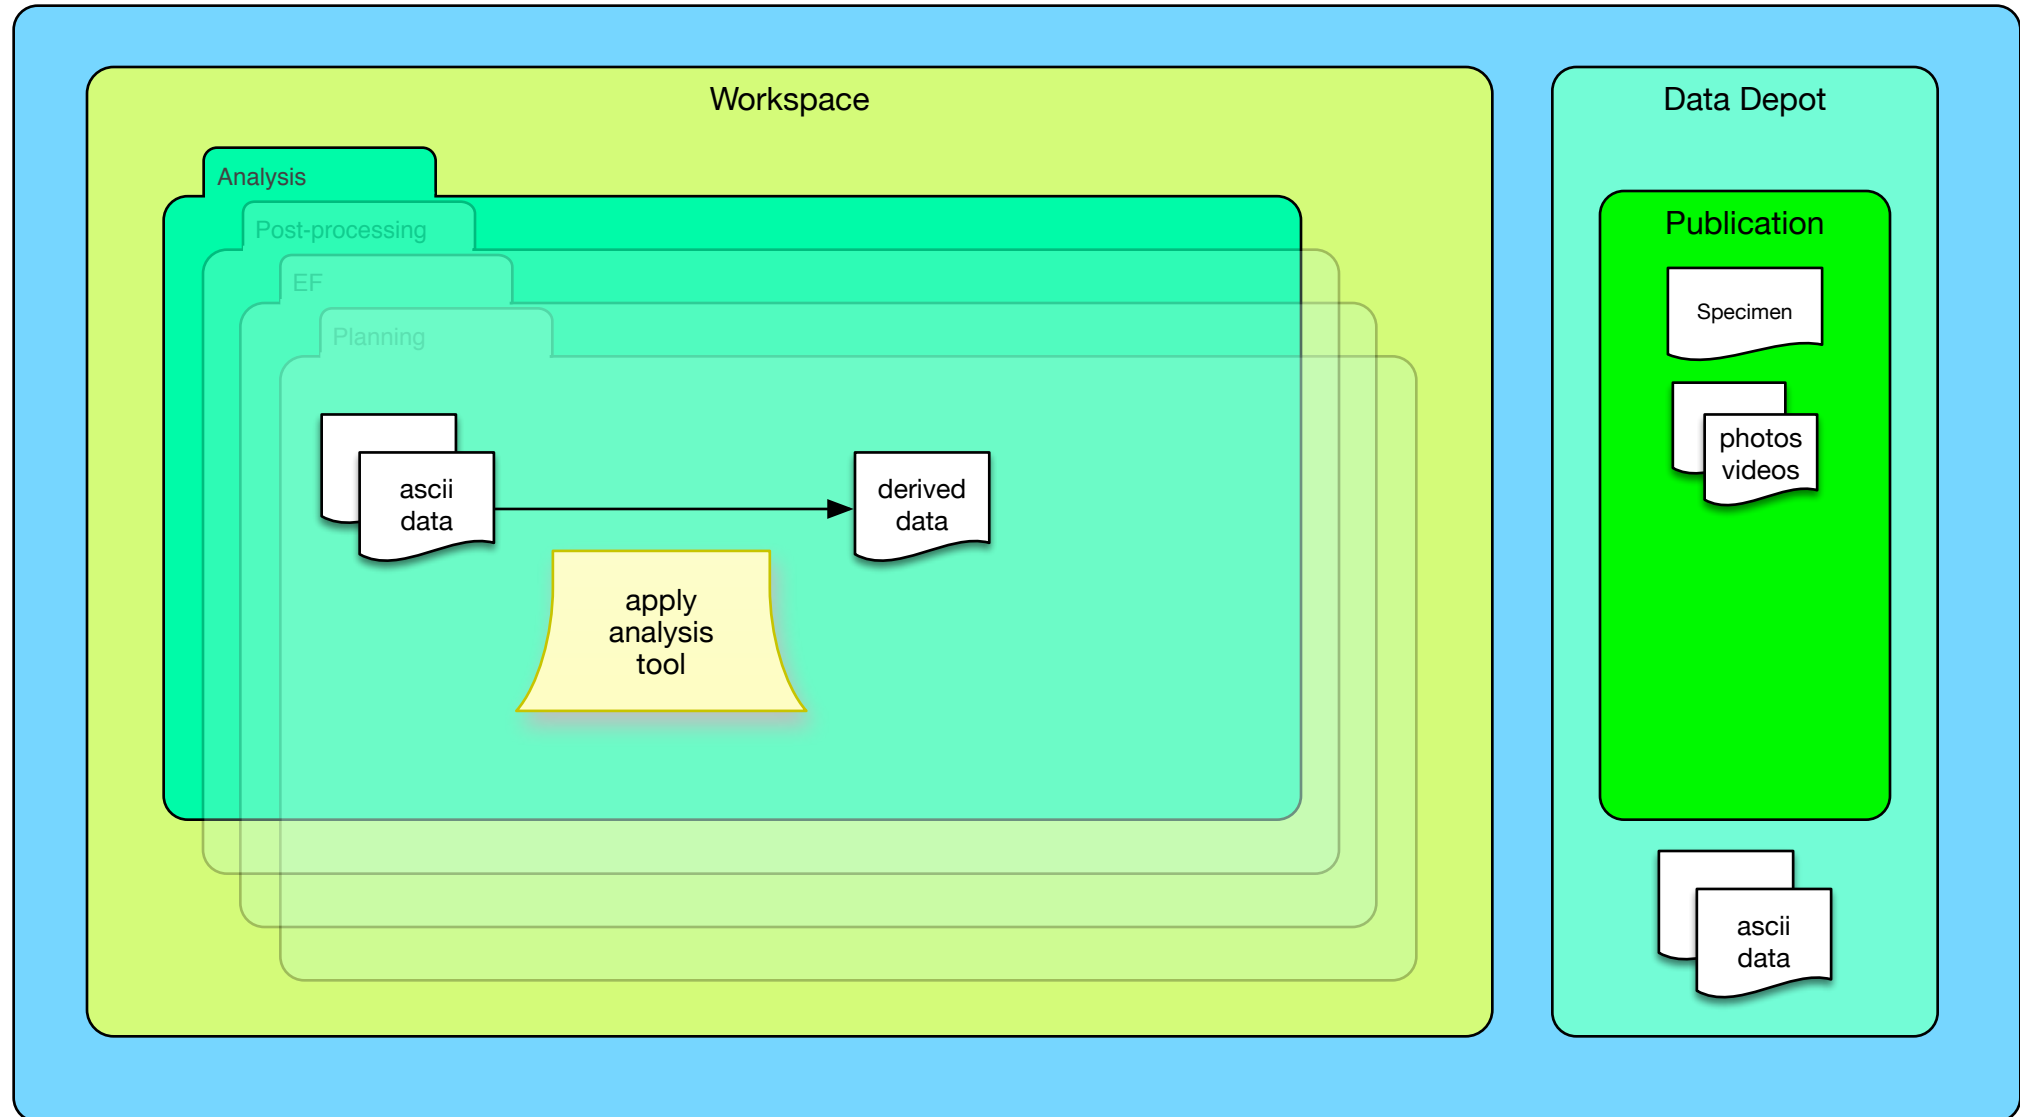 Workspace
Analysis
Post-processing
EF
Planning
ascii
data
derived
data
apply
analysis
tool
Data Depot
Publication
Specimen
photos
videos
ascii
data